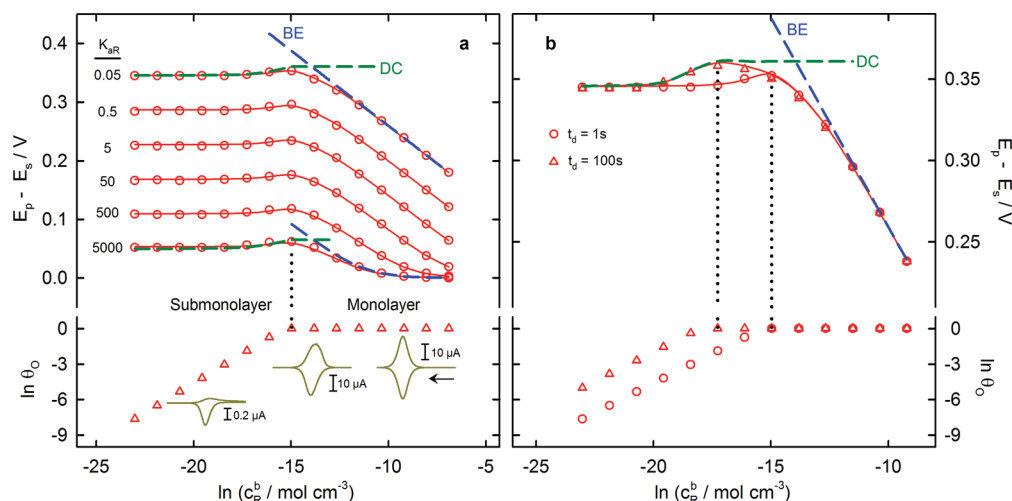 BE
a
DC
K_aR
0.05
0.5
5
50
500
5000
0.4
0.3
0.2
0.1
0.0
E_p - E_s / V
Submonolayer
Monolayer
0
-3
-6
-9
ln θ_O
0.2 µA
10 µA
10 µA
-25
-20
-15
-10
-5
ln (c_R^b / mol cm⁻³)
b
BE
DC
t_d = 1s
t_d = 100s
0.35
0.30
0.25
E_p - E_s / V
0
-3
-6
-9
ln θ_O
-25
-20
-15
-10
ln (c_R^b / mol cm⁻³)